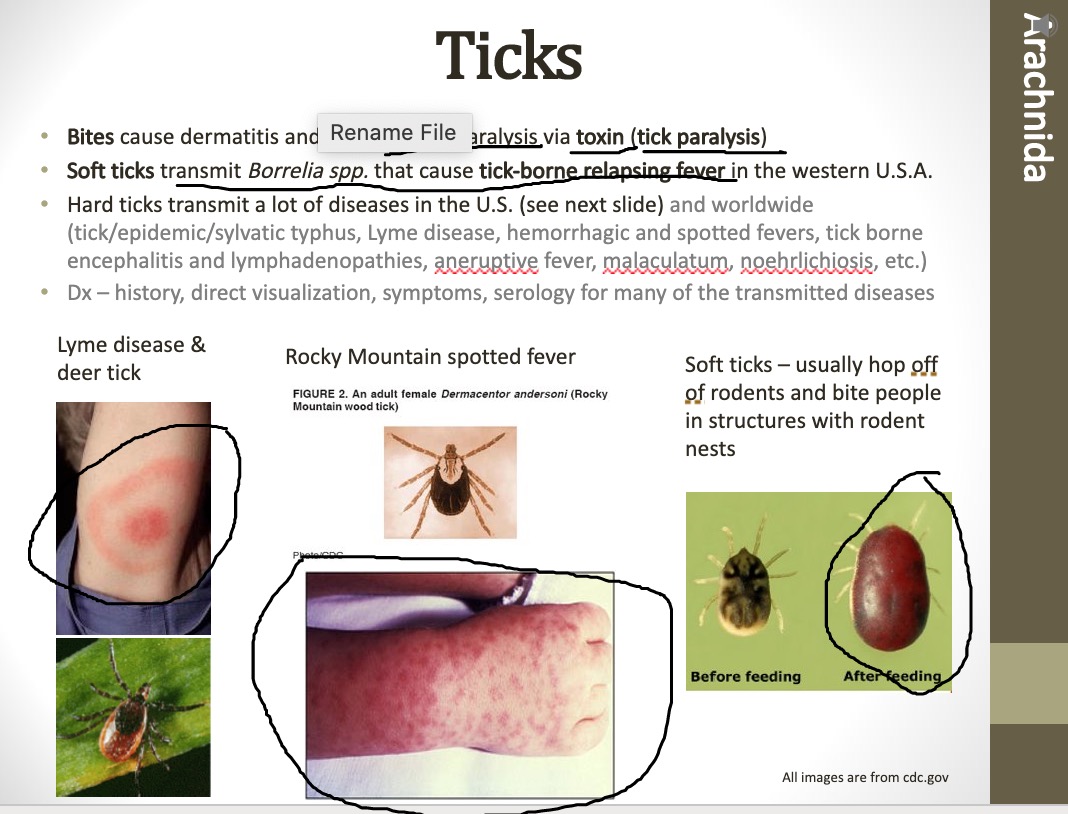 Arachnida
Ticks
• Bites cause dermatitis and Rename File aralysis via toxin (tick paralysis)
• Soft ticks transmit Borrelia spp. that cause tick-borne relapsing fever in the western U.S.A.
• Hard ticks transmit a lot of diseases in the U.S. (see next slide) and worldwide
(tick/epidemic/sylvatic typhus, Lyme disease, hemorrhagic and spotted fevers, tick borne
encephalitis and lymphadenopathies, aneruptive fever, malaculatum, noehrlichiosis, etc.)
• Dx – history, direct visualization, symptoms, serology for many of the transmitted diseases
Lyme disease &
deer tick
Rocky Mountain spotted fever
FIGURE 2. An adult female Dermacentor andersoni (Rocky
Mountain wood tick)
Photo/CDC
Soft ticks – usually hop off
of rodents and bite people
in structures with rodent
nests
Before feeding
After feeding
All images are from cdc.gov